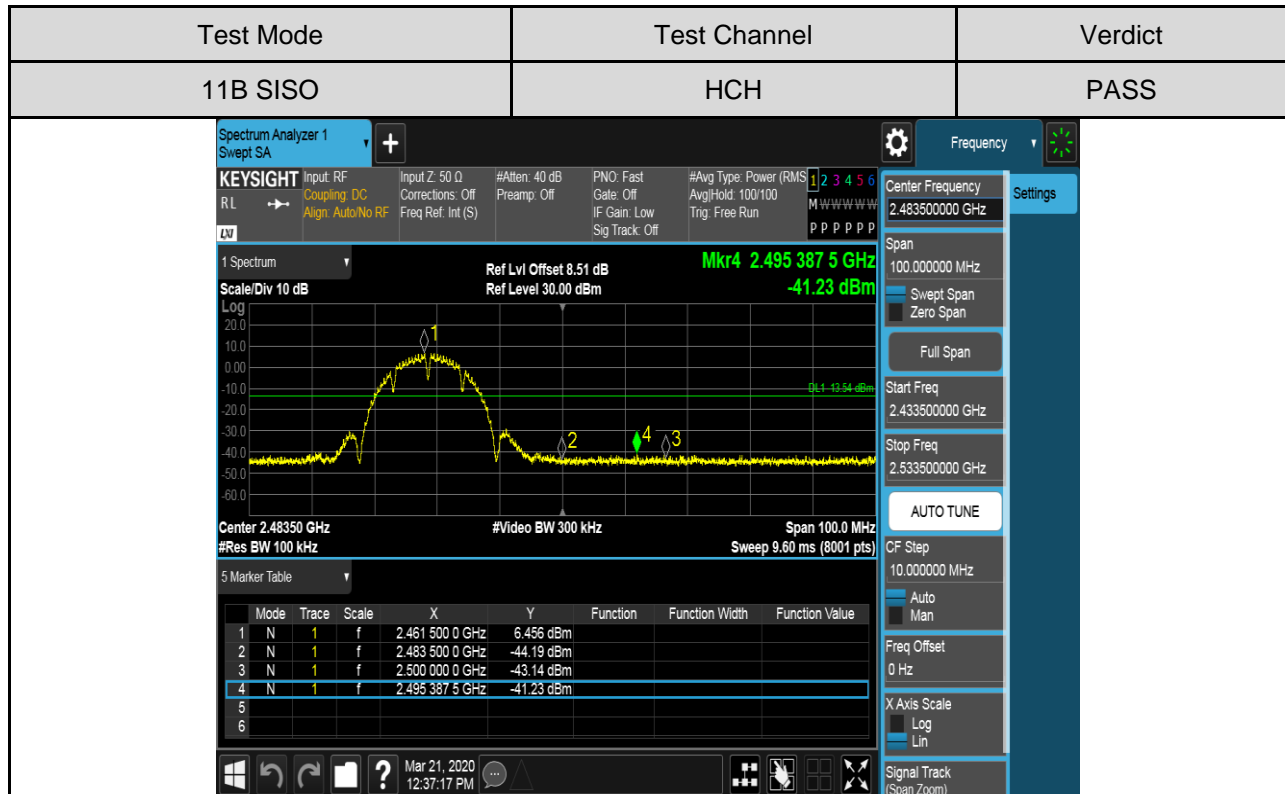 Test Mode Test Channel Verdict
11B SISO HCH PASS
Spectrum Analyzer 1
Swept SA
+
Frequency
KEYSIGHT
RL
LXI
Input: RF
Coupling: DC
Align: Auto/No RF
Input Z: 50 Ω
Corrections: Off
Freq Ref: Int (S)
#Atten: 40 dB
Preamp: Off
PNO: Fast
Gate: Off
IF Gain: Low
Sig Track: Off
#Avg Type: Power (RMS
Avg|Hold: 100/100
Trig: Free Run
1 2 3 4 5 6
M W W W W W
P P P P P P
1 Spectrum
Scale/Div 10 dB
Ref Lvl Offset 8.51 dB
Ref Level 30.00 dBm
Mkr4 2.495 387 5 GHz
-41.23 dBm
Log
20.0
10.0
0.00
-10.0
-20.0
-30.0
-40.0
-50.0
-60.0
1
DL1 -13.54 dBm
2
4
3
Center 2.48350 GHz
#Res BW 100 kHz
#Video BW 300 kHz
Span 100.0 MHz
Sweep 9.60 ms (8001 pts)
5 Marker Table
Mode Trace Scale X Y Function Function Width Function Value
1 N 1 f 2.461 500 0 GHz 6.456 dBm
2 N 1 f 2.483 500 0 GHz -44.19 dBm
3 N 1 f 2.500 000 0 GHz -43.14 dBm
4 N 1 f 2.495 387 5 GHz -41.23 dBm
5
6
?
Mar 21, 2020
12:37:17 PM
Center Frequency
2.483500000 GHz
Settings
Span
100.000000 MHz
Swept Span
Zero Span
Full Span
Start Freq
2.433500000 GHz
Stop Freq
2.533500000 GHz
AUTO TUNE
CF Step
10.000000 MHz
Auto
Man
Freq Offset
0 Hz
X Axis Scale
Log
Lin
Signal Track
(Span Zoom)